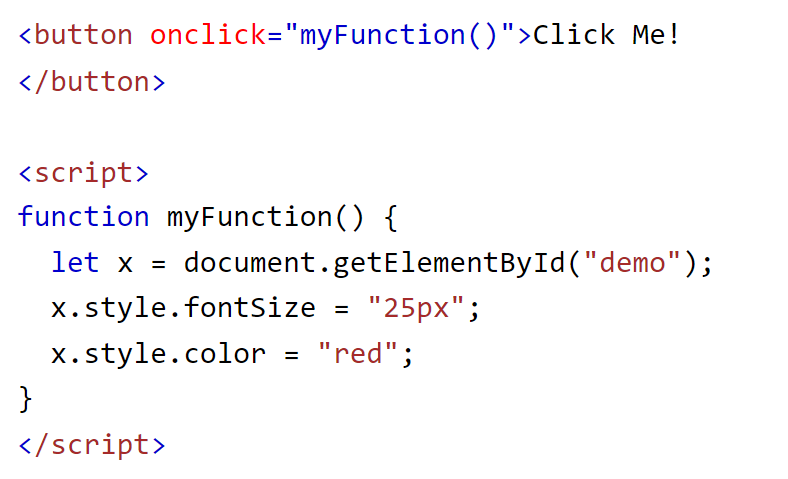 <button onclick="myFunction()">Click Me!
</button>

<script>
function myFunction() {
  let x = document.getElementById("demo");
  x.style.fontSize = "25px";
  x.style.color = "red";
}
</script>